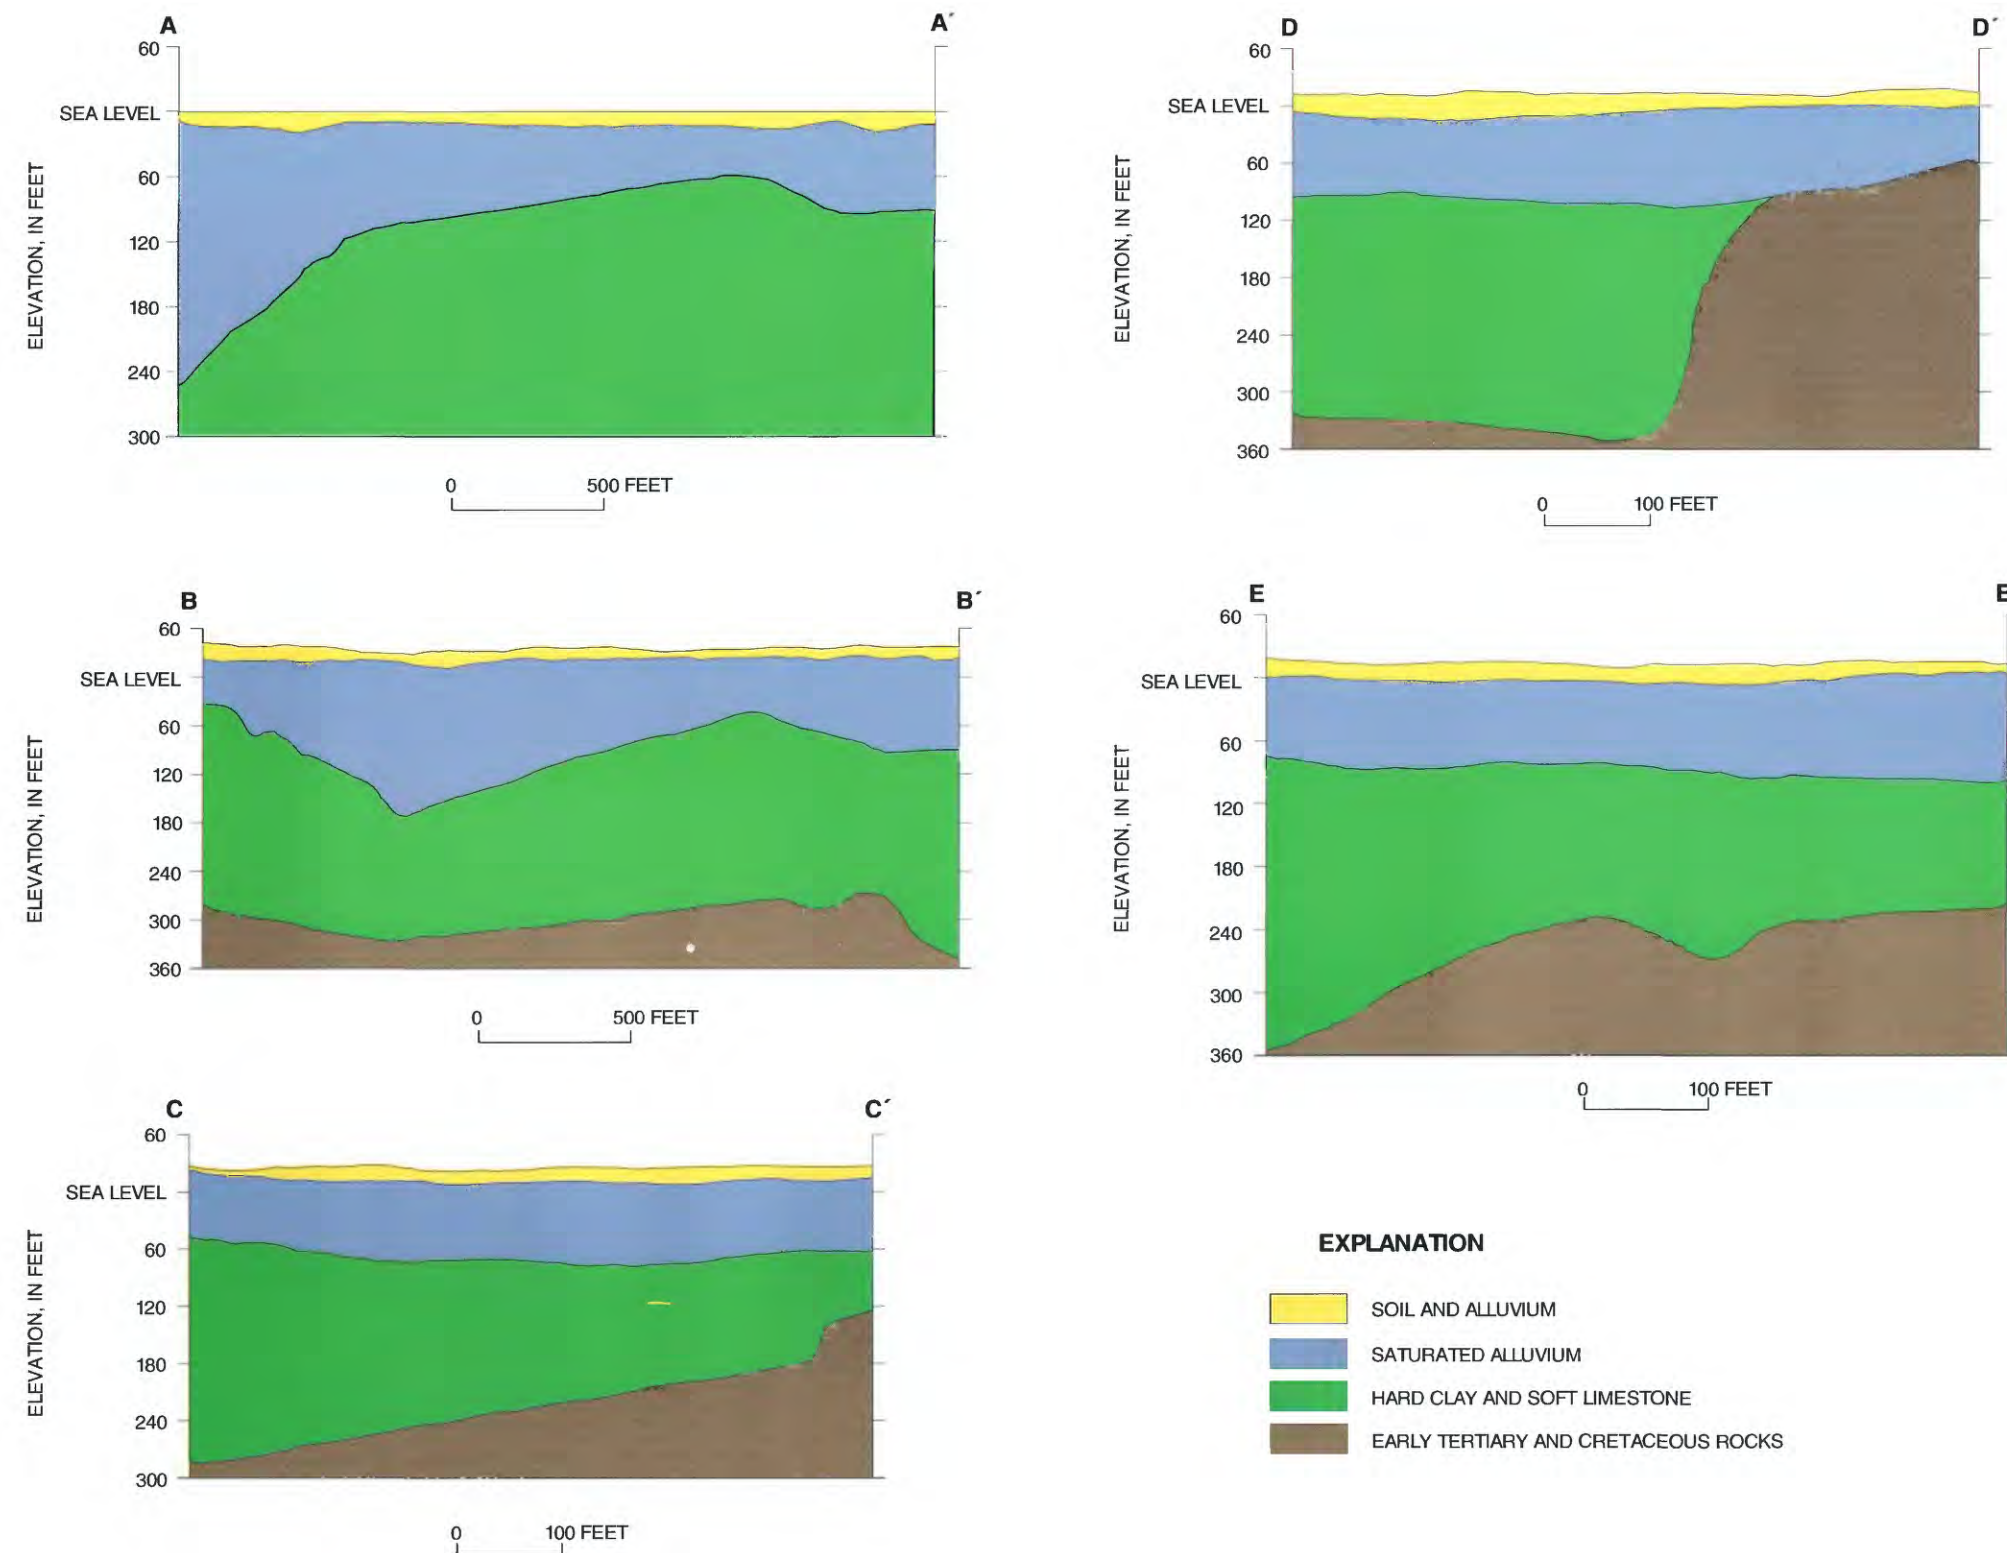 A A´
60
SEA LEVEL
60
120
180
240
300
ELEVATION, IN FEET
0 500 FEET
B B´
60
SEA LEVEL
60
120
180
240
300
360
ELEVATION, IN FEET
0 500 FEET
C C´
60
SEA LEVEL
60
120
180
240
300
ELEVATION, IN FEET
0 100 FEET
D D´
60
SEA LEVEL
60
120
180
240
300
360
ELEVATION, IN FEET
0 100 FEET
E
60
SEA LEVEL
60
120
180
240
300
360
ELEVATION, IN FEET
0 100 FEET
EXPLANATION
SOIL AND ALLUVIUM
SATURATED ALLUVIUM
HARD CLAY AND SOFT LIMESTONE
EARLY TERTIARY AND CRETACEOUS ROCKS